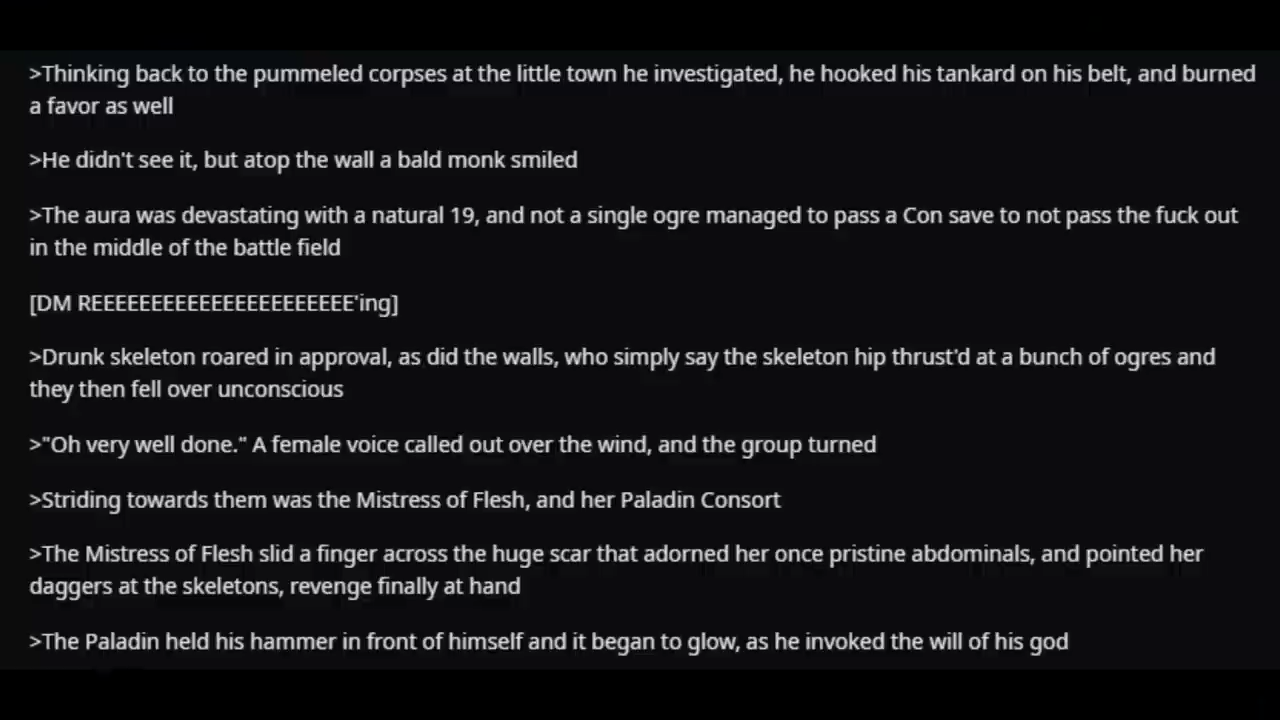 >Thinking back to the pummeled corpses at the little town he investigated, he hooked his tankard on his belt, and burned
a favor as well
>He didn't see it, but atop the wall a bald monk smiled
>The aura was devastating with a natural 19, and not a single ogre managed to pass a Con save to not pass the fuck out
in the middle of the battle field
[DM REEEEEEEEEEEEEEEEEEEEEE'ing]
>Drunk skeleton roared in approval, as did the walls, who simply say the skeleton hip thrust'd at a bunch of ogres and
they then fell over unconscious
>"Oh very well done." A female voice called out over the wind, and the group turned
>Striding towards them was the Mistress of Flesh, and her Paladin Consort
>The Mistress of Flesh slid a finger across the huge scar that adorned her once pristine abdominals, and pointed her
daggers at the skeletons, revenge finally at hand
>The Paladin held his hammer in front of himself and it began to glow, as he invoked the will of his god